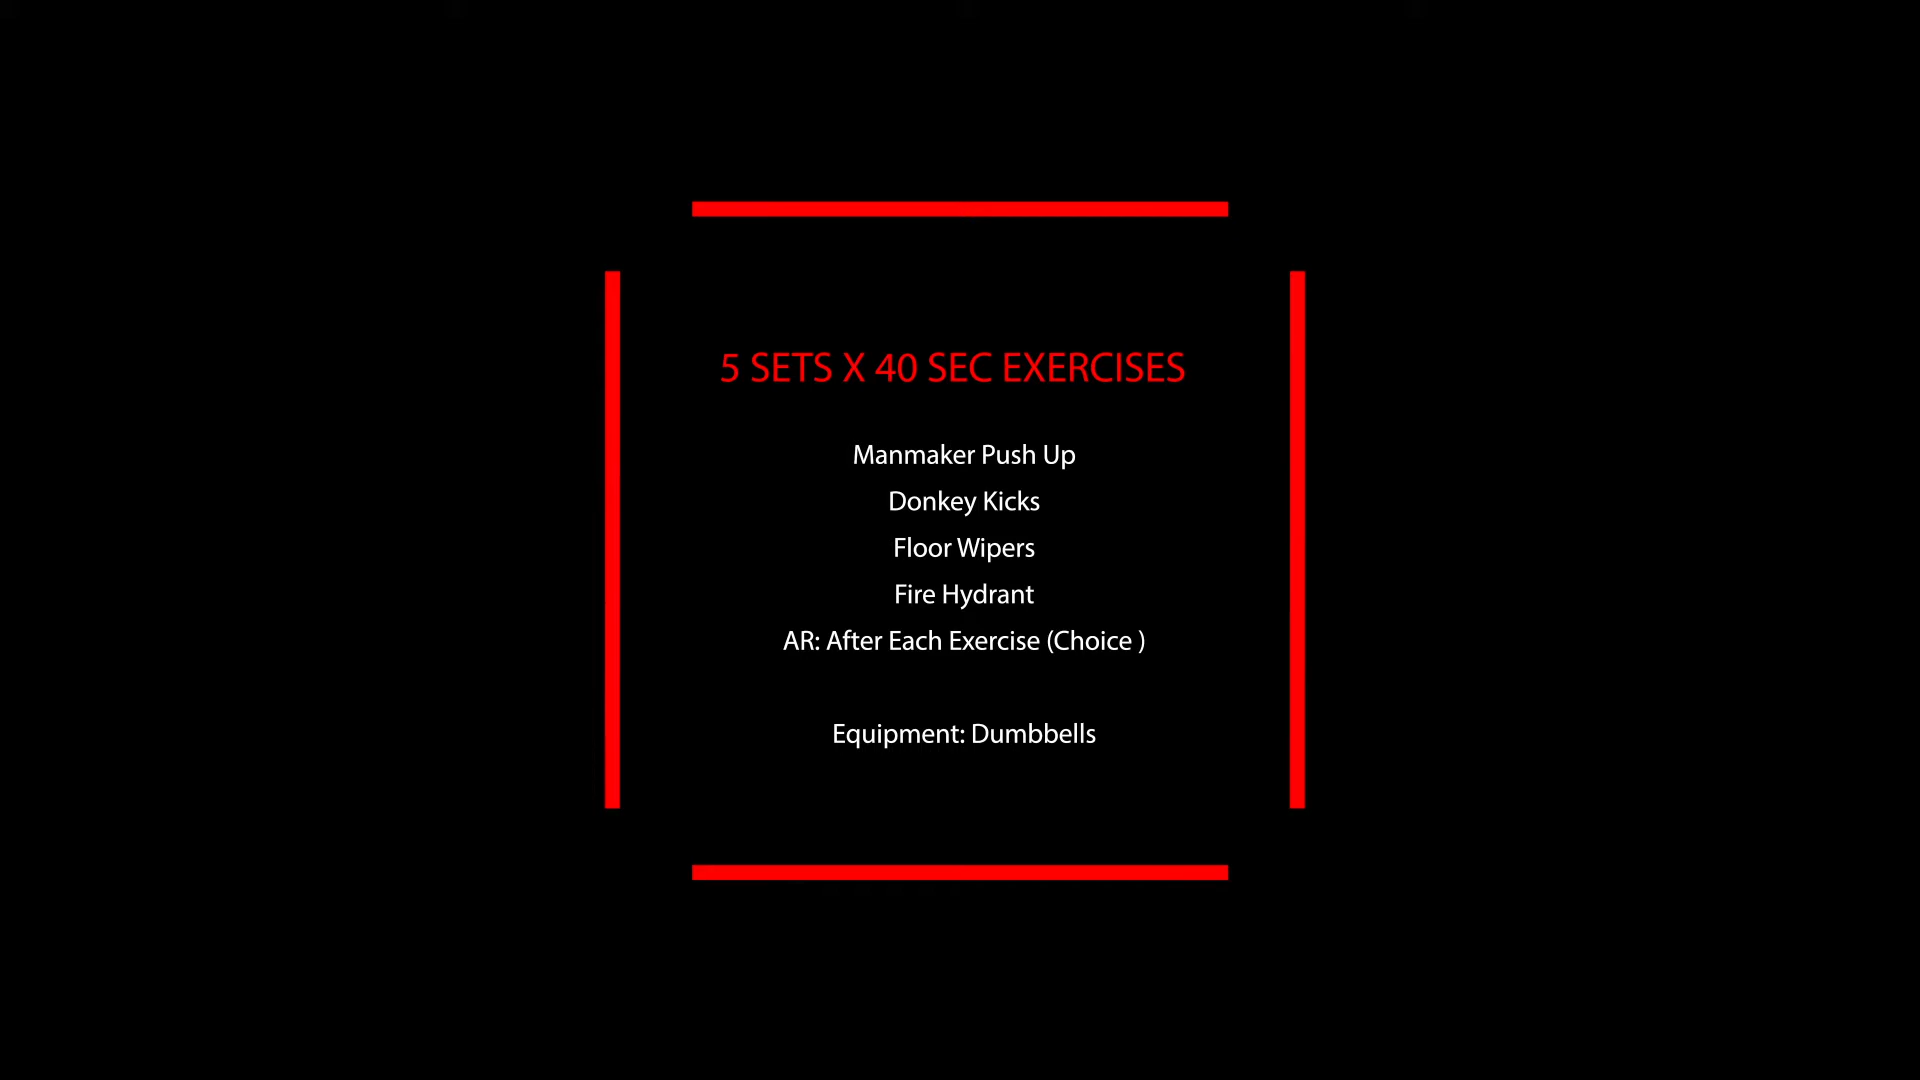 5 SETS X 40 SEC EXERCISES
Manmaker Push Up
Donkey Kicks
Floor Wipers
Fire Hydrant
AR: After Each Exercise (Choice )
Equipment: Dumbbells